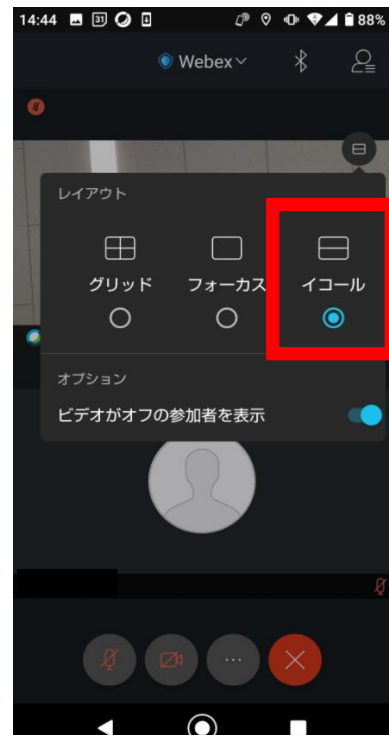 14:44 31 88%
Webex
レイアウト
グリッド フォーカス イコール
オプション
ビデオがオフの参加者を表示